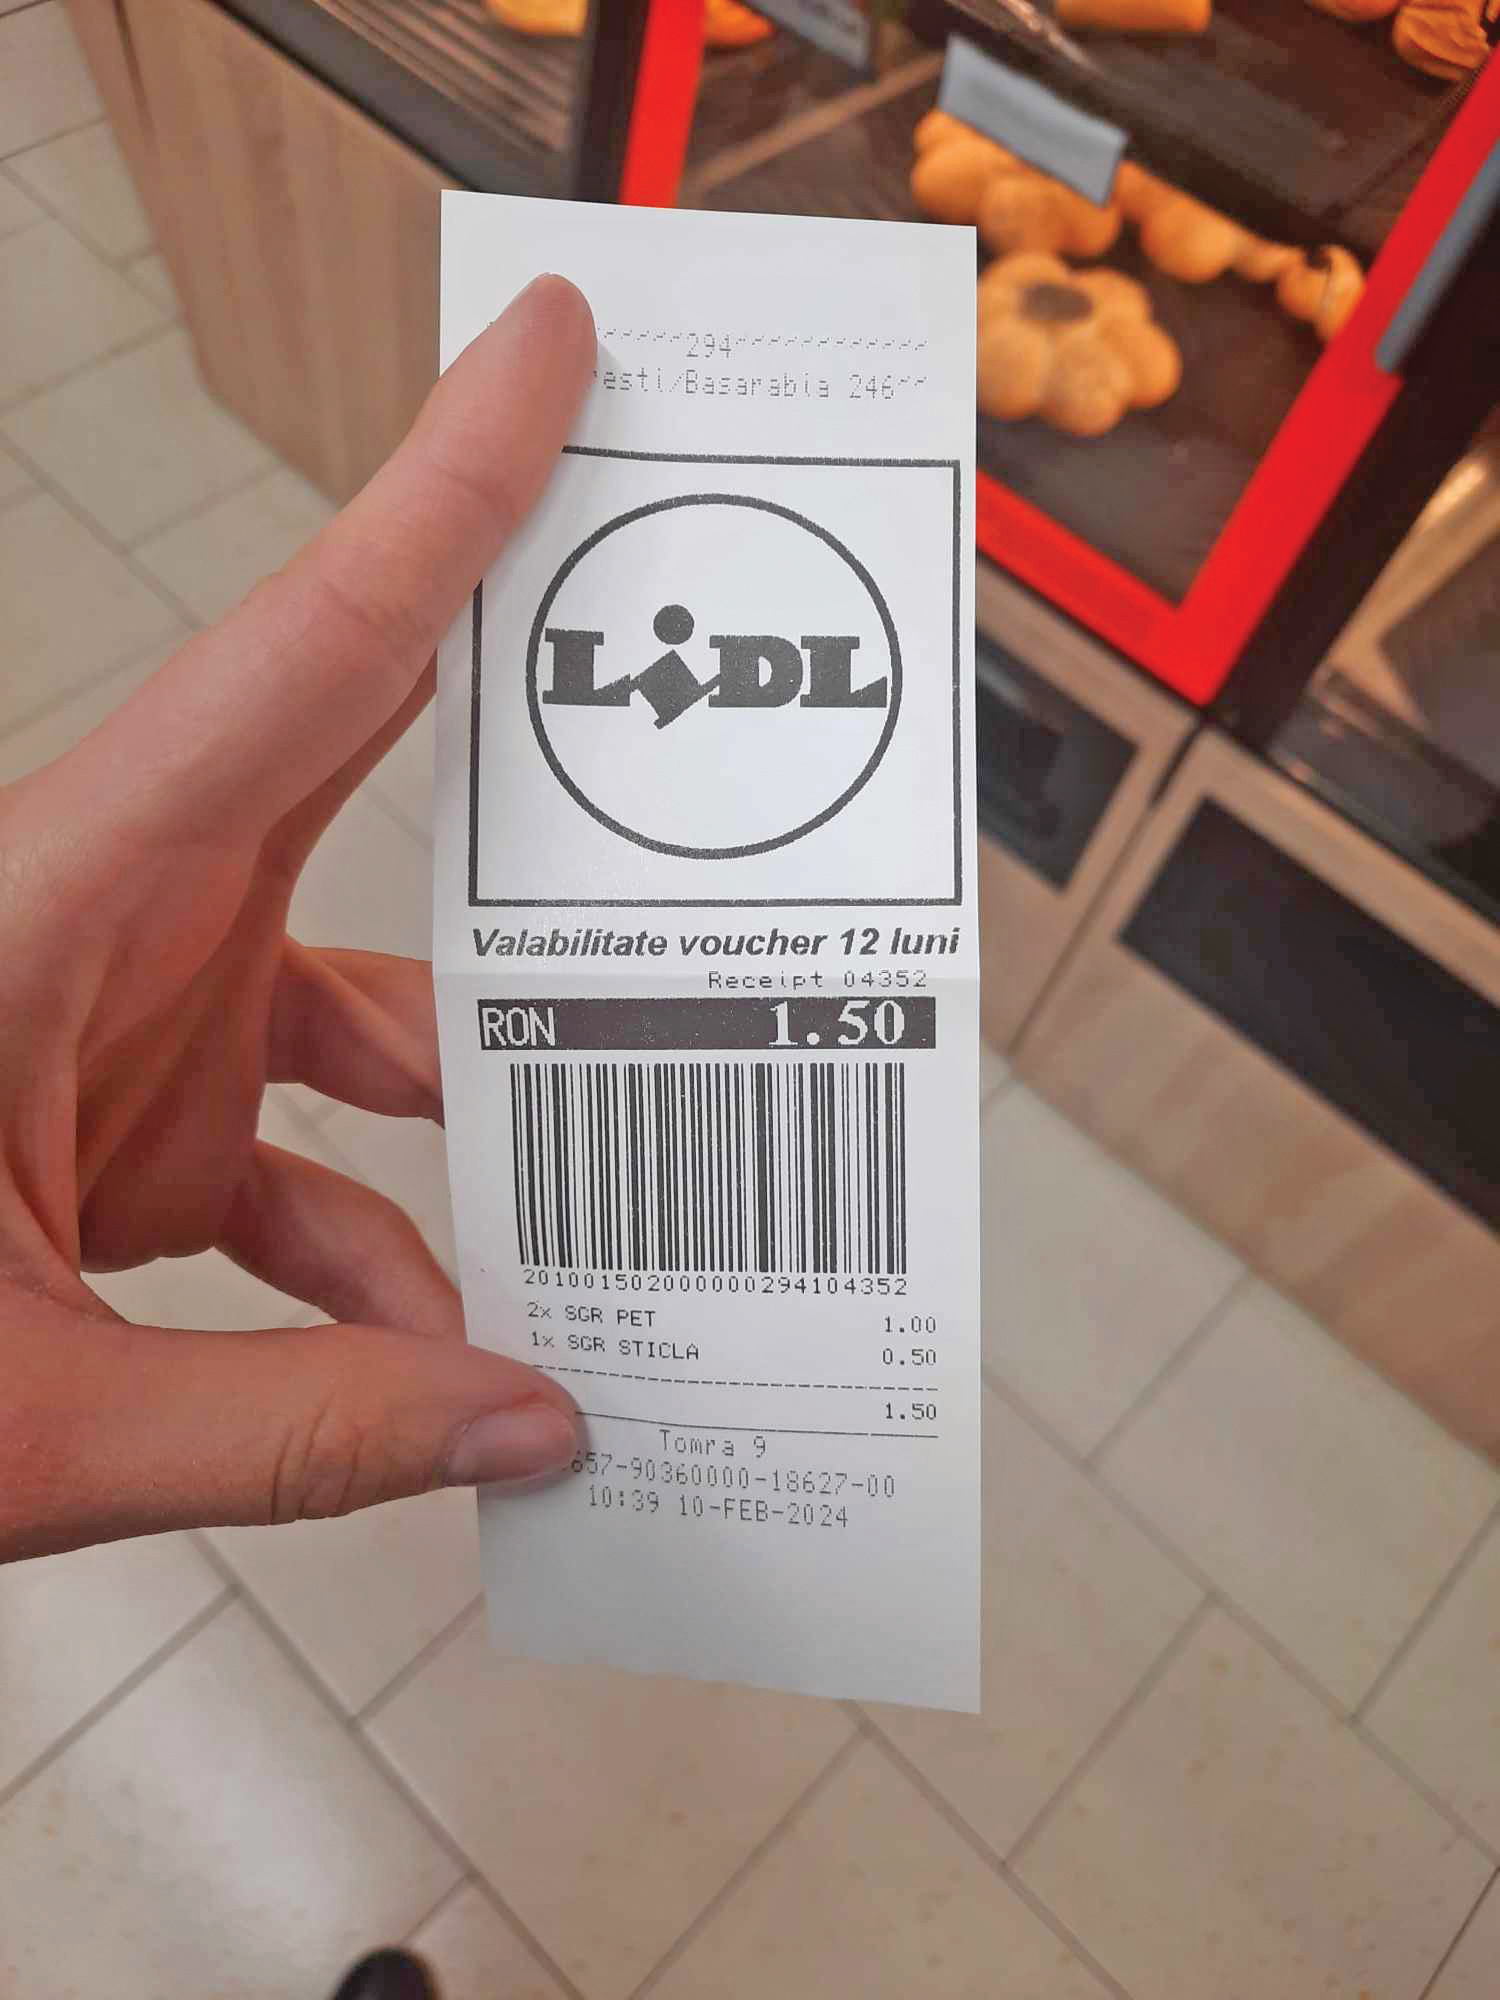 294
Basarabia 246
LiDL
Valabilitate voucher 12 luni
Receipt 04352
RON 1.50
2010015020000000294104352
2x SGR PET 1.00
1x SGR STICLA 0.50
1.50
Tomra 9
657-90360000-18627-00
10:39 10-FEB-2024